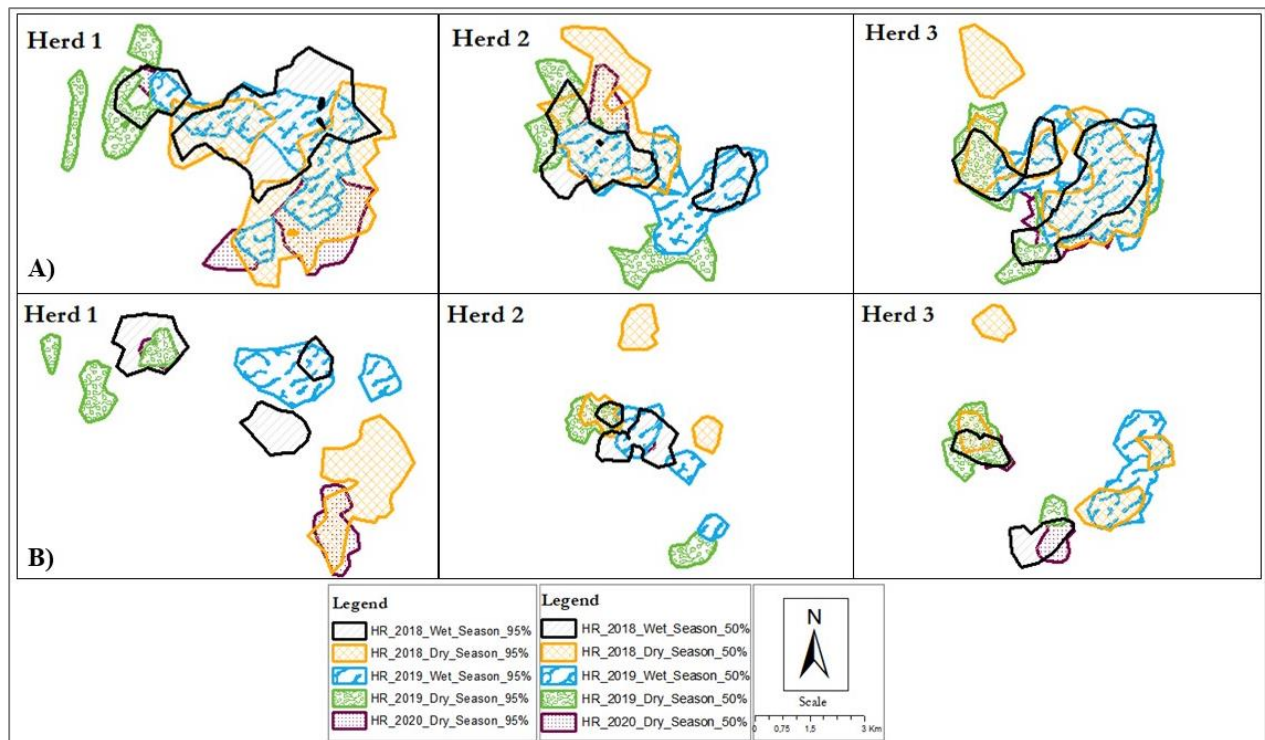 Herd 1
Herd 2
Herd 3
A)
Herd 1
Herd 2
Herd 3
B)
Legend
HR_2018_Wet_Season_95%
HR_2018_Dry_Season_95%
HR_2019_Wet_Season_95%
HR_2019_Dry_Season_95%
HR_2020_Dry_Season_95%
Legend
HR_2018_Wet_Season_50%
HR_2018_Dry_Season_50%
HR_2019_Wet_Season_50%
HR_2019_Dry_Season_50%
HR_2020_Dry_Season_50%
N
Scale
0 0,75 1,5 3 Km